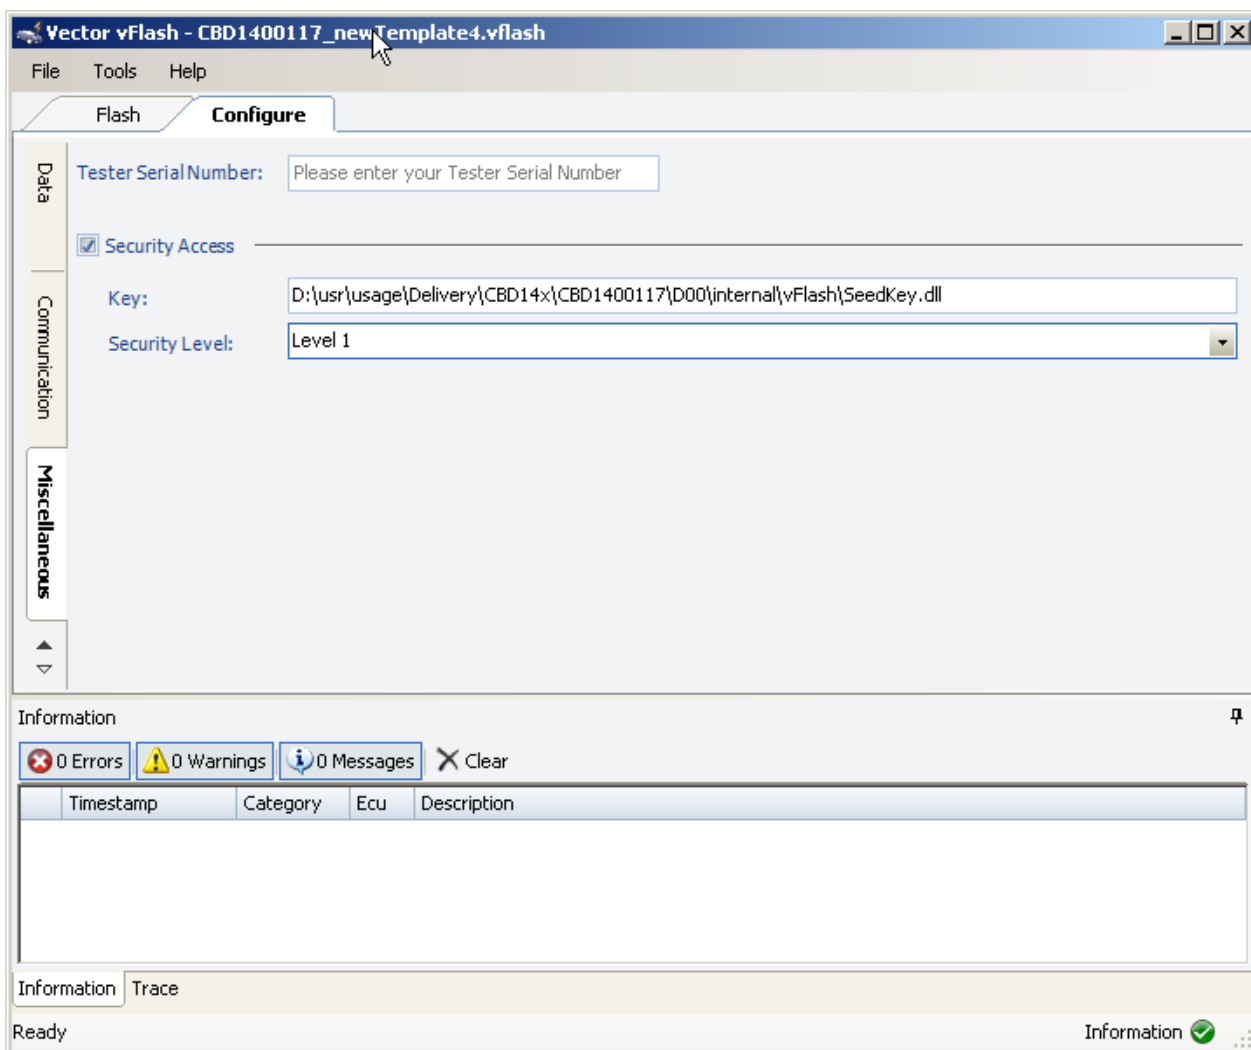 Vector vFlash - CBD1400117_newTemplate4.vflash
File Tools Help
Flash Configure
Data
Communication
Miscellaneous
Tester Serial Number: Please enter your Tester Serial Number
Security Access
Key: D:\usr\usage\Delivery\CBD14x\CBD1400117\D00\internal\vFlash\SeedKey.dll
Security Level: Level 1
Information
0 Errors 0 Warnings 0 Messages Clear
Timestamp Category Ecu Description
Information Trace
Ready Information